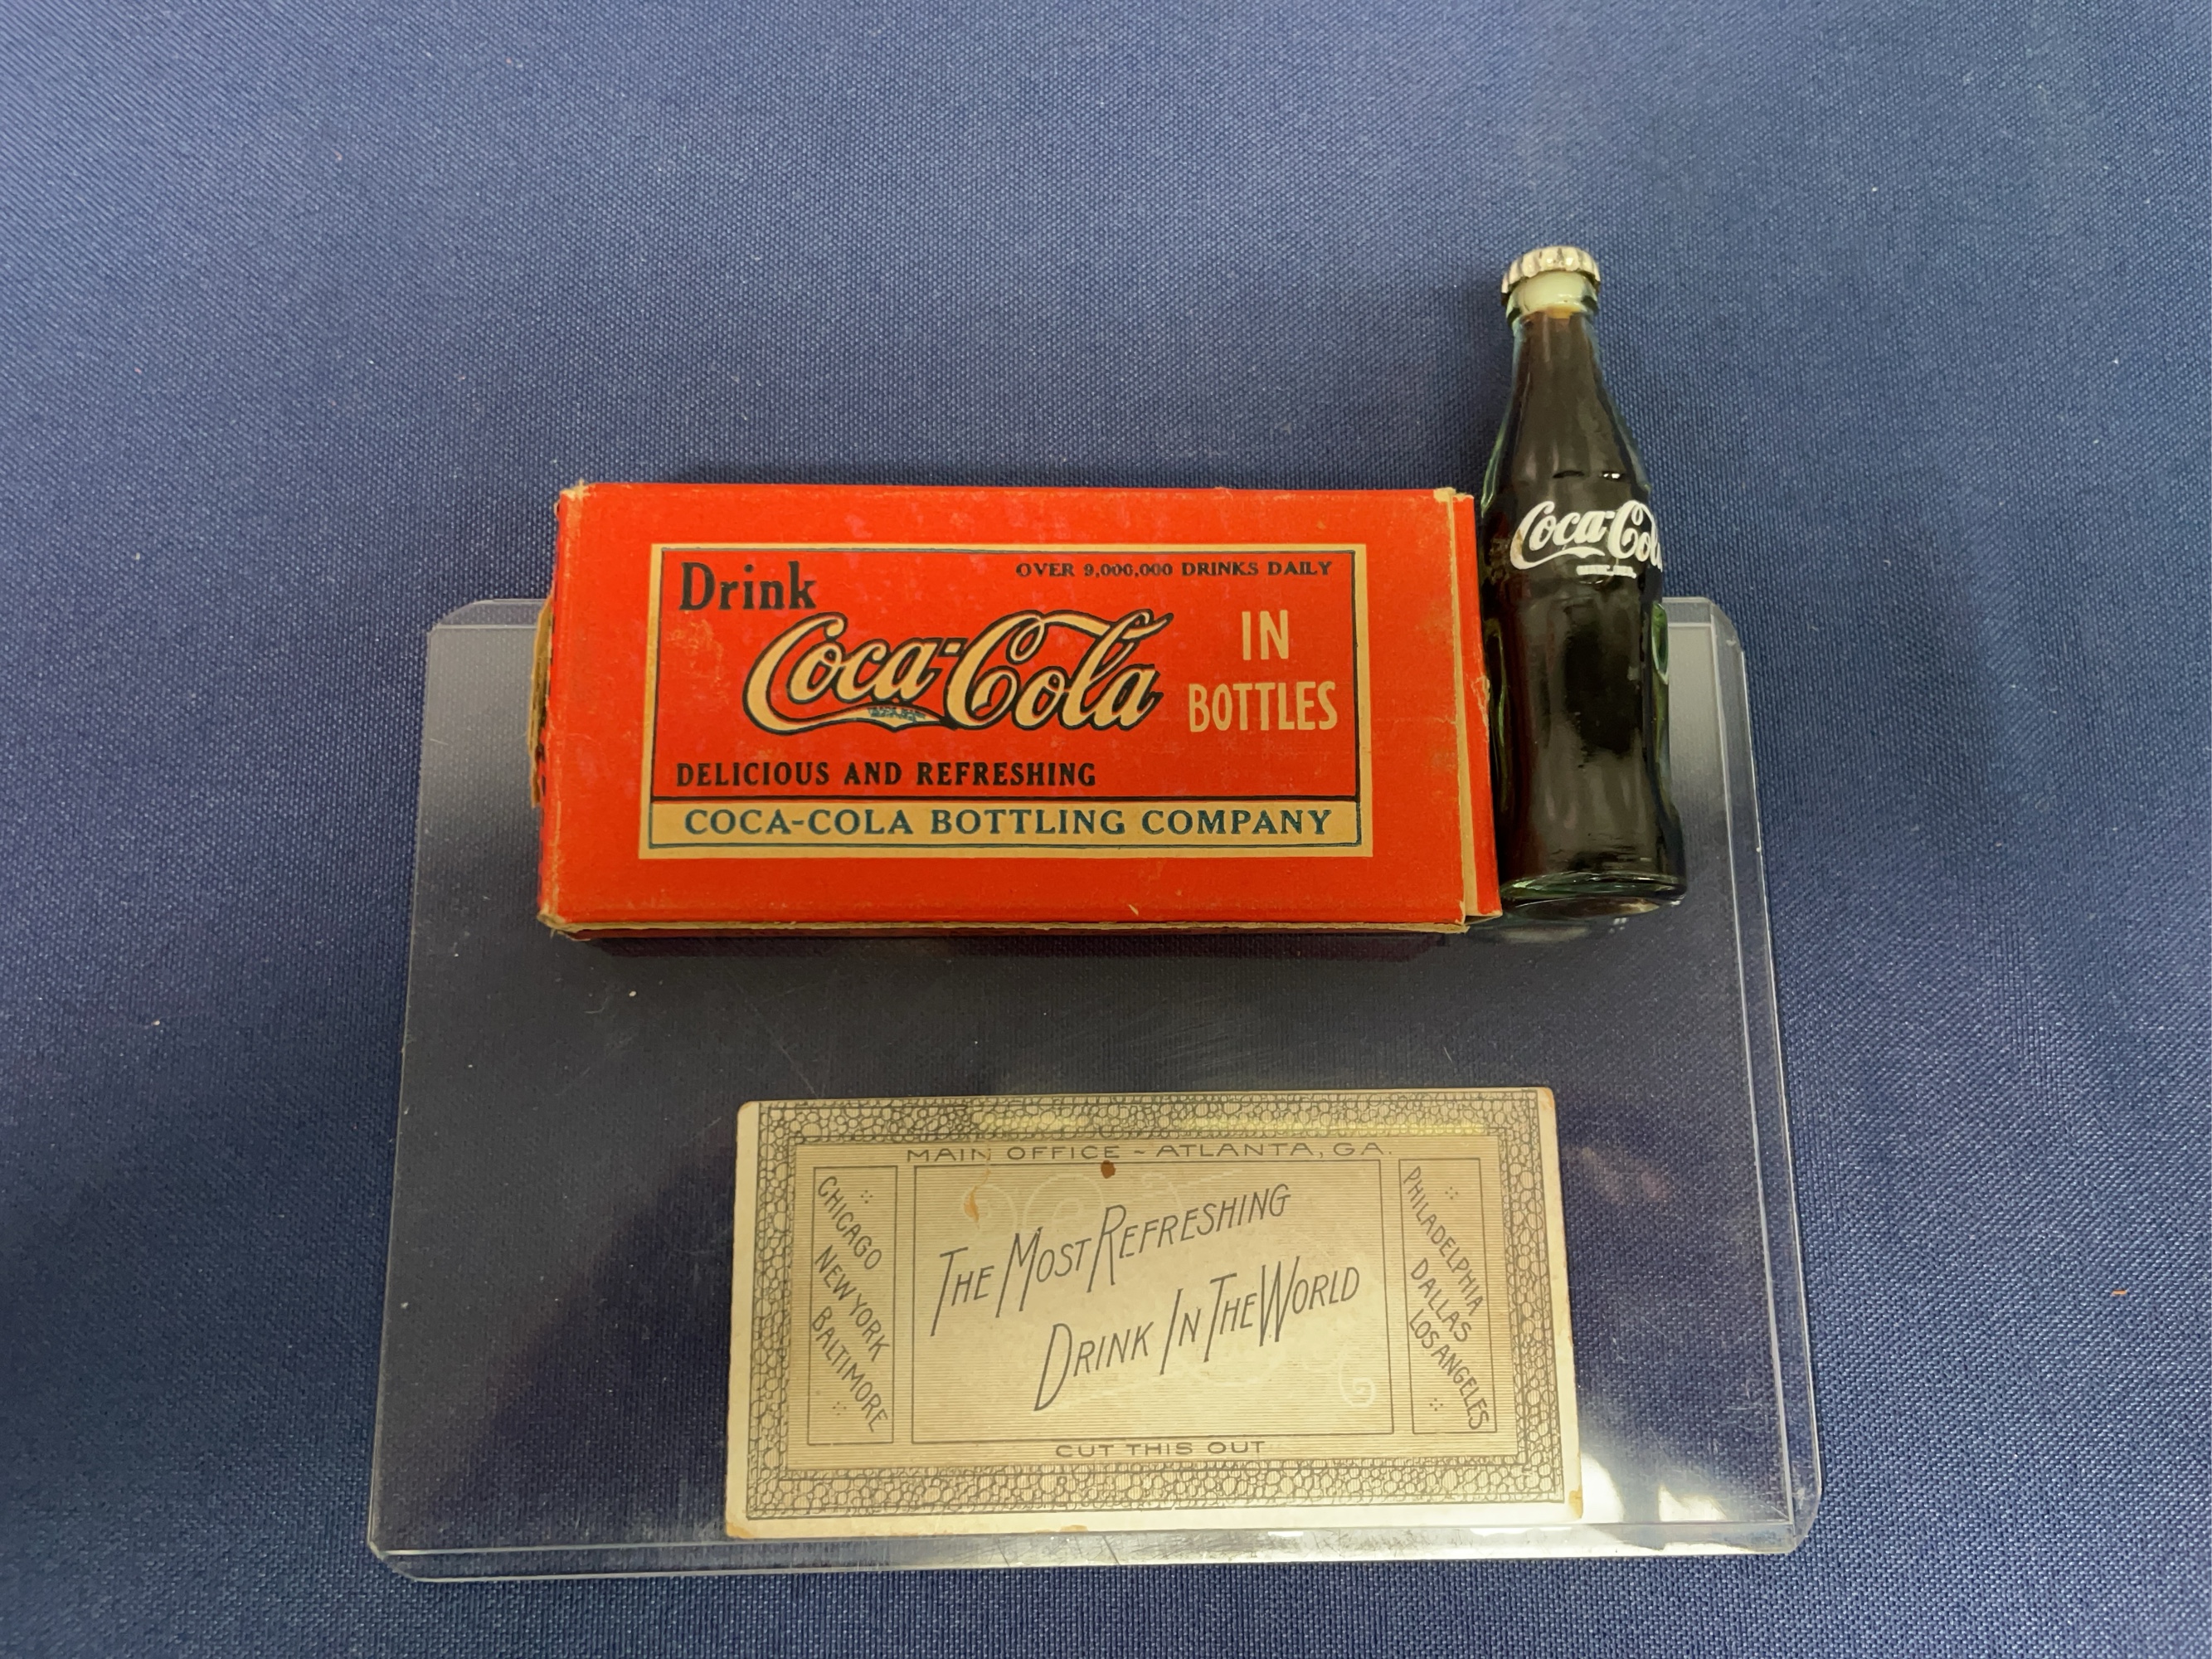 Drink
OVER 9,000,000 DRINKS DAILY
Coca-Cola
IN
BOTTLES
DELICIOUS AND REFRESHING
COCA-COLA BOTTLING COMPANY
Coca-Cola
MAIN OFFICE ~ ATLANTA, GA.
CHICAGO
NEW YORK
BALTIMORE
THE MOST REFRESHING
DRINK IN THE WORLD
PHILADELPHIA
DALLAS
LOS ANGELES
CUT THIS OUT